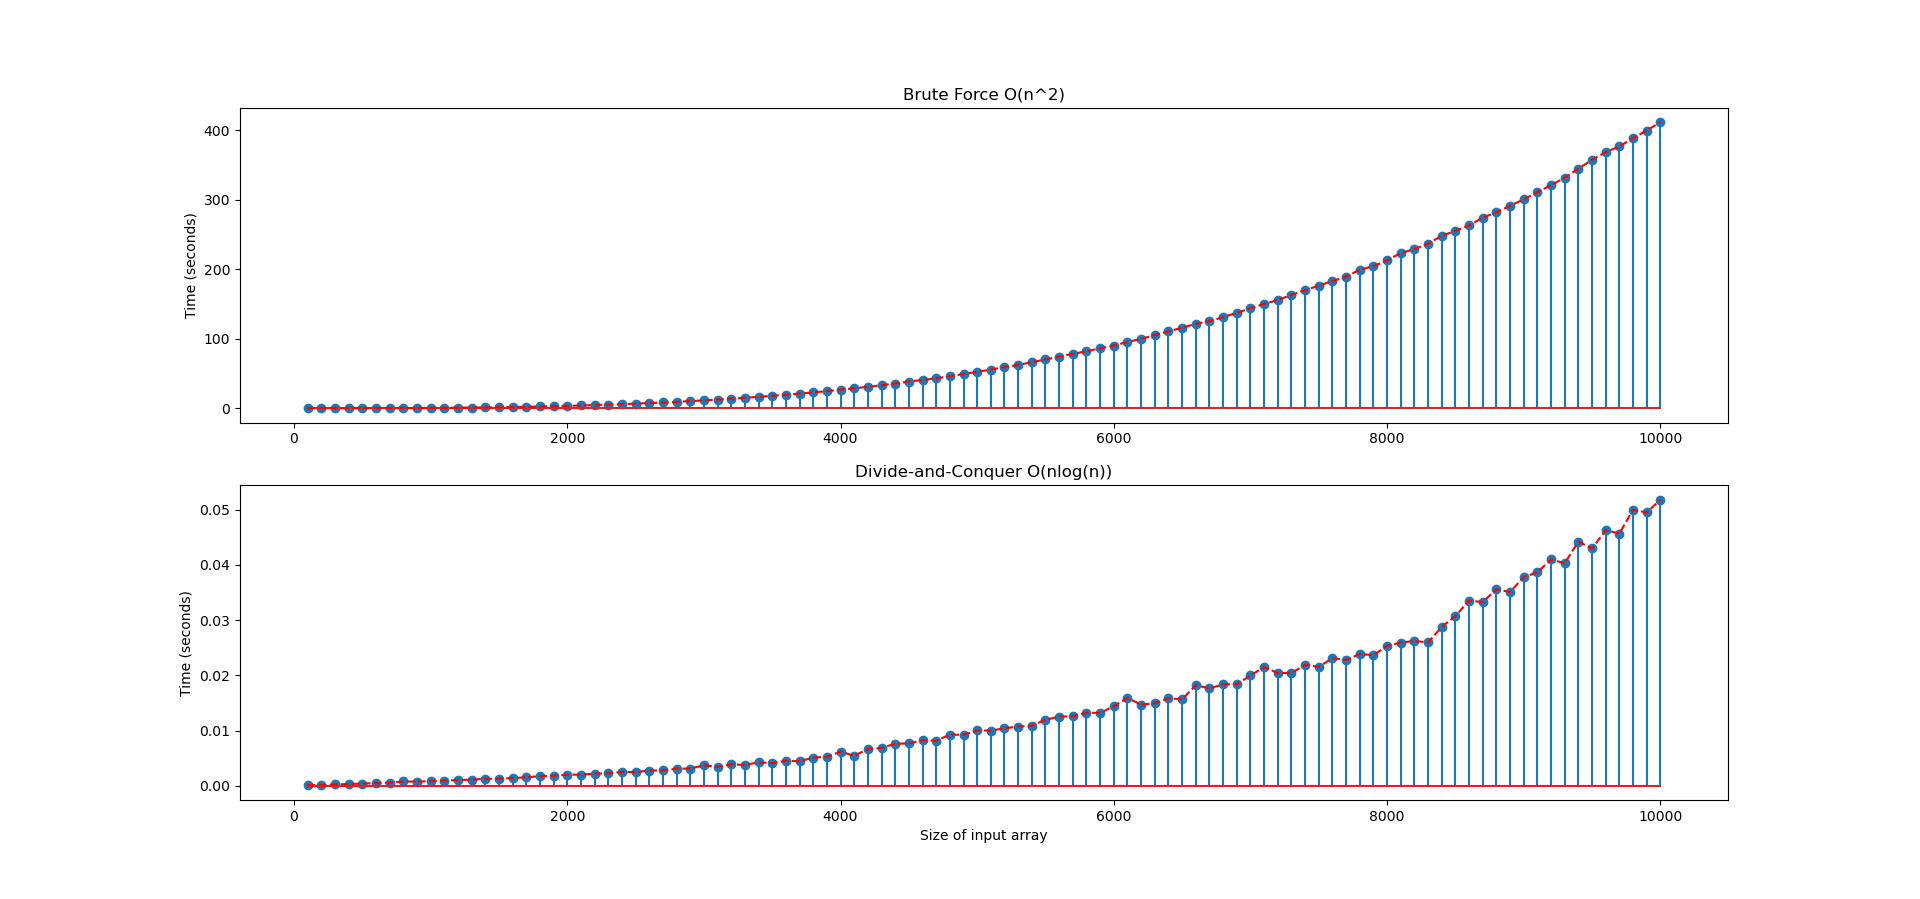 Brute Force O(n^2)
400
300
200
100
0
Time (seconds)
0 2000 4000 6000 8000 10000
Divide-and-Conquer O(nlog(n))
0.05
0.04
0.03
0.02
0.01
0.00
Time (seconds)
0 2000 4000 6000 8000 10000
Size of input array